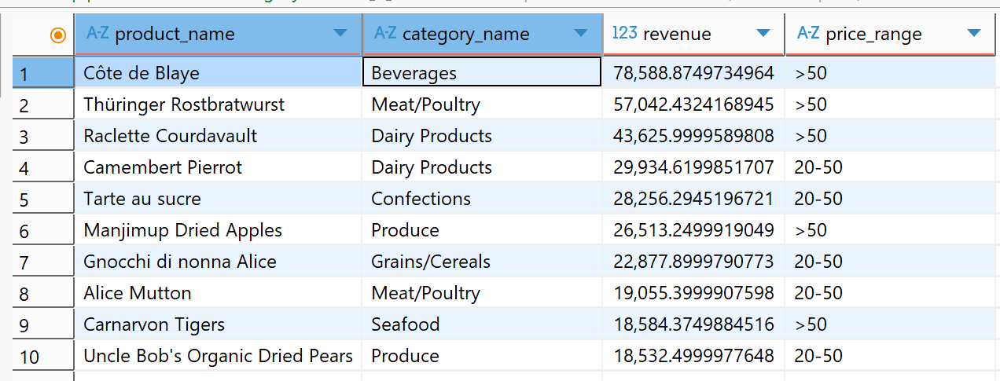 A-Z product_name A-Z category_name 123 revenue A-Z price_range
1 Côte de Blaye Beverages 78,588.8749734964 >50
2 Thüringer Rostbratwurst Meat/Poultry 57,042.4324168945 >50
3 Raclette Courdavault Dairy Products 43,625.9999589808 >50
4 Camembert Pierrot Dairy Products 29,934.6199851707 20-50
5 Tarte au sucre Confections 28,256.2945196721 20-50
6 Manjimup Dried Apples Produce 26,513.2499919049 >50
7 Gnocchi di nonna Alice Grains/Cereals 22,877.8999790773 20-50
8 Alice Mutton Meat/Poultry 19,055.3999907598 20-50
9 Carnarvon Tigers Seafood 18,584.3749884516 >50
10 Uncle Bob's Organic Dried Pears Produce 18,532.4999977648 20-50